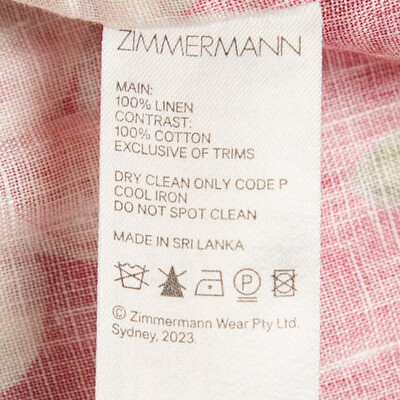 ZIMMERMANN
MAIN:
100% LINEN
CONTRAST:
100% COTTON
EXCLUSIVE OF TRIMS
DRY CLEAN ONLY CODE P
COOL IRON
DO NOT SPOT CLEAN
MADE IN SRI LANKA
P
© Zimmermann Wear Pty Ltd.
Sydney, 2023.